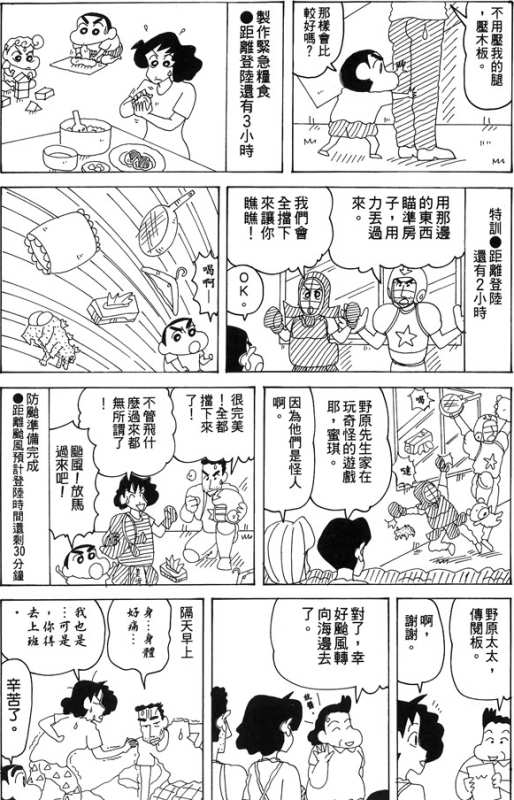 不用壓我的腿
，壓木板。
那樣會比
較好嗎？
製作緊急糧食
●距離登陸還有3小時
特訓●距離登陸
還有2小時
用那邊
的東西
瞄準房
子，用
力丟過
來。
我們會
全擋下
來讓你
瞧瞧！
OK。
喝啊—
喝
野原先生家在
玩奇怪的遊戲
耶，蜜琪。
因為他們是怪人
啊。
很完美
！全都
擋下來
了！
不管飛什
麼過來都
無所謂了
颱風！放馬
過來吧！
防颱準備完成
●距離颱風預計登陸時間還剩30分鐘
野原太太，
傳閱板。
啊，
謝謝。
對了，幸
好颱風轉
向海邊去
了。
隔天早上
身…身體
好痛…
我也是
…可是
，你得
去上班
。
辛苦了。